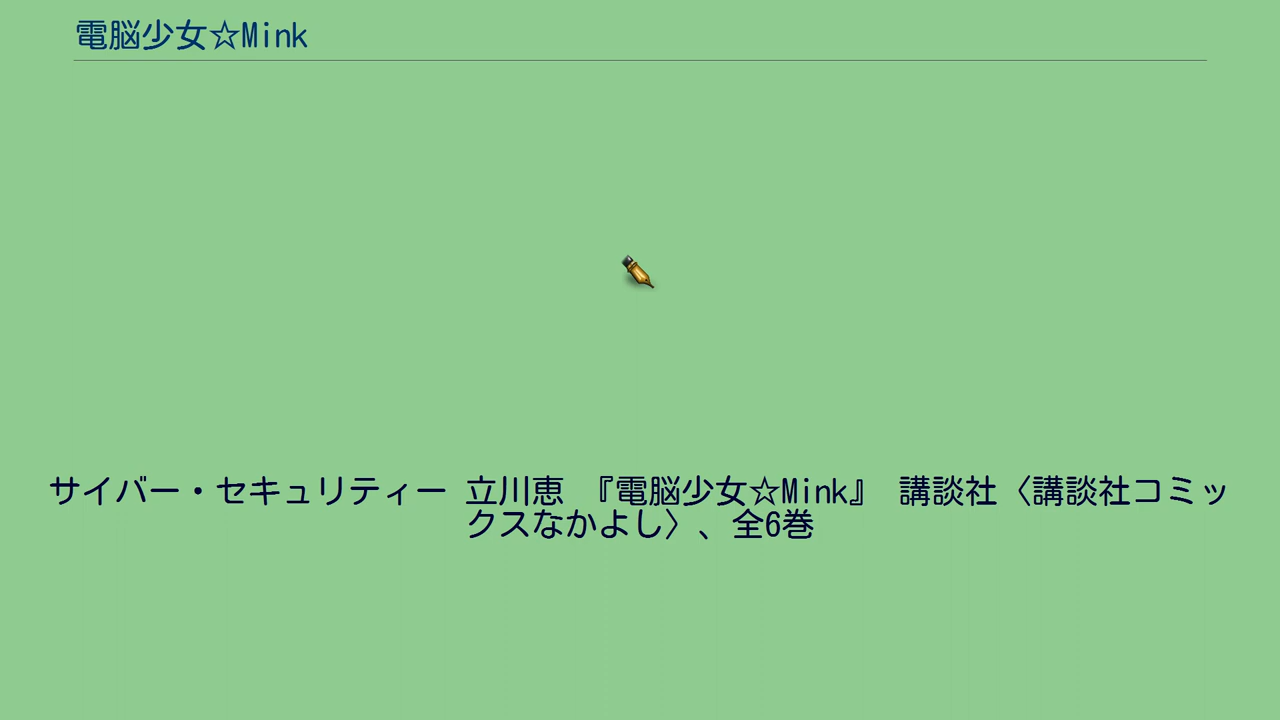 電脳少女☆Mink
サイバー・セキュリティー 立川恵 『電脳少女☆Mink』 講談社〈講談社コミッ
クスなかよし〉、全6巻